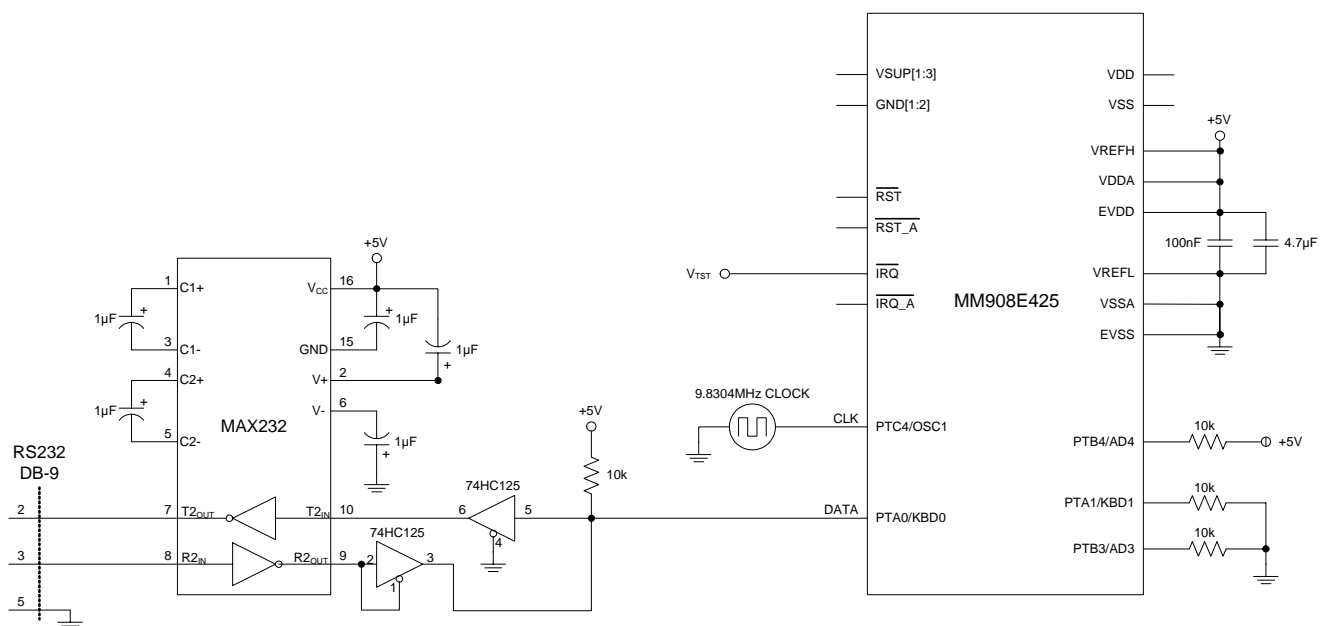 VSUP[1:3]
VDD
GND[1:2]
VSS
+5V
VREFH
VDDA
RST
EVDD
RST_A
100nF
4.7µF
+5V
VTST
IRQ
VREFL
1
C1+
VCC
16
IRQ_A
MM908E425
VSSA
1µF
+
+
1µF
EVSS
3
C1-
GND
15
1µF
+
4
C2+
V+
2
9.8304MHz CLOCK
+
1µF
V-
6
MAX232
+5V
CLK
PTC4/OSC1
5
C2-
1µF
+
10k
PTB4/AD4
+5V
RS232
DB-9
10k
74HC125
10k
PTA1/KBD1
2
7
T2OUT
T2IN
10
6
5
DATA
PTA0/KBD0
4
74HC125
10k
PTB3/AD3
3
8
R2IN
R2OUT
9
2
3
1
5